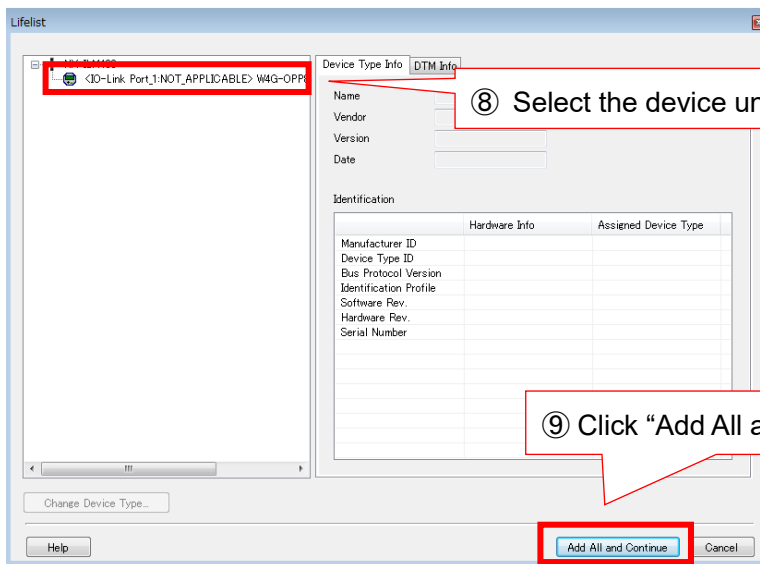 Lifelist
<IO-Link Port_1:NOT_APPLICABLE> W4G-OPP8
Device Type Info
DTM Info
⑧ Select the device un
Name
Vendor
Version
Date
Identification
Hardware Info
Assigned Device Type
Manufacturer ID
Device Type ID
Bus Protocol Version
Identification Profile
Software Rev.
Hardware Rev.
Serial Number
⑨ Click “Add All a
Change Device Type...
Help
Add All and Continue
Cancel